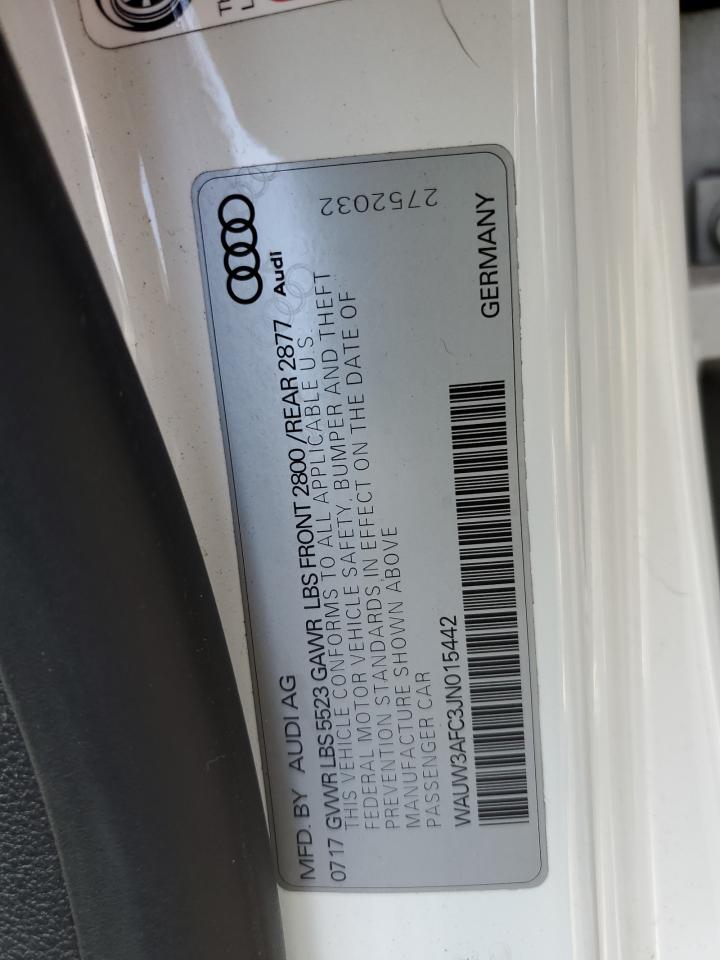 MFD. BY AUDI AG
Audi
0717 GVWR LBS 5523 GAWR LBS FRONT 2800 / REAR 2877
THIS VEHICLE CONFORMS TO ALL APPLICABLE U.S.
FEDERAL MOTOR VEHICLE SAFETY, BUMPER AND THEFT
PREVENTION STANDARDS IN EFFECT ON THE DATE OF
MANUFACTURE SHOWN ABOVE
PASSENGER CAR
WAUW3AFC3JN015442
GERMANY
2752032